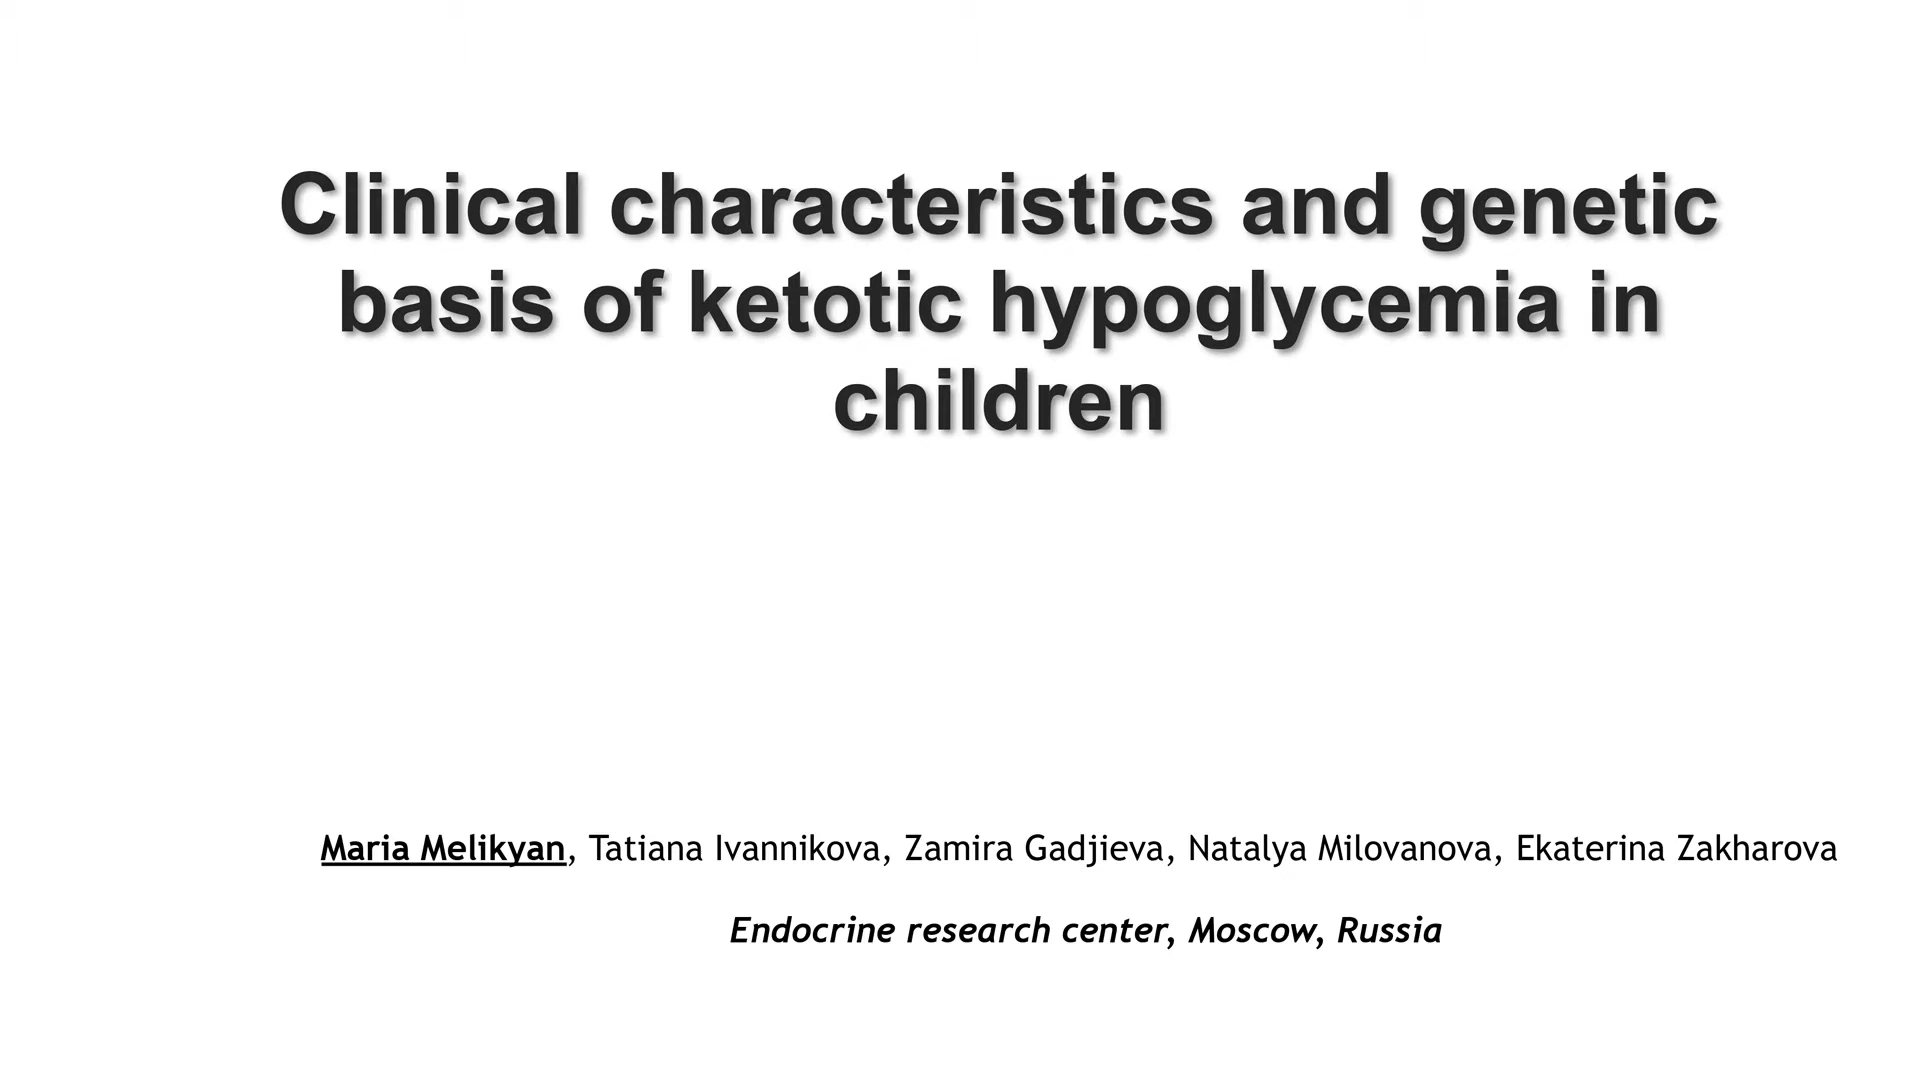 Clinical characteristics and genetic
basis of ketotic hypoglycemia in
children
Maria Melikyan, Tatiana Ivannikova, Zamira Gadjieva, Natalya Milovanova, Ekaterina Zakharova
Endocrine research center, Moscow, Russia